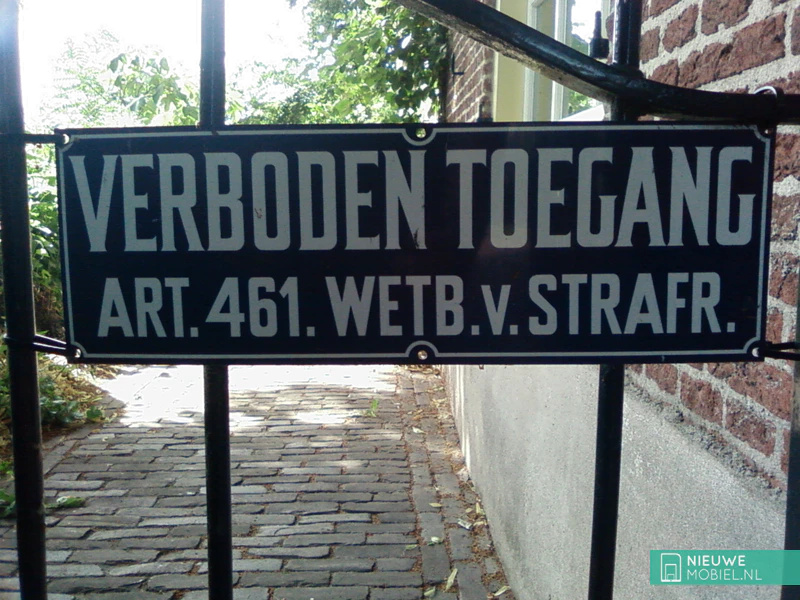 VERBODEN TOEGANG
ART. 461. WETB.v. STRAFR.
NIEUWE
MOBIEL.NL